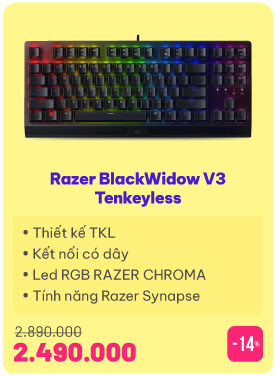 Razer BlackWidow V3
Tenkeyless
• Thiết kế TKL
• Kết nối có dây
• Led RGB RAZER CHROMA
• Tính năng Razer Synapse
2.890.000
2.490.000
-14%